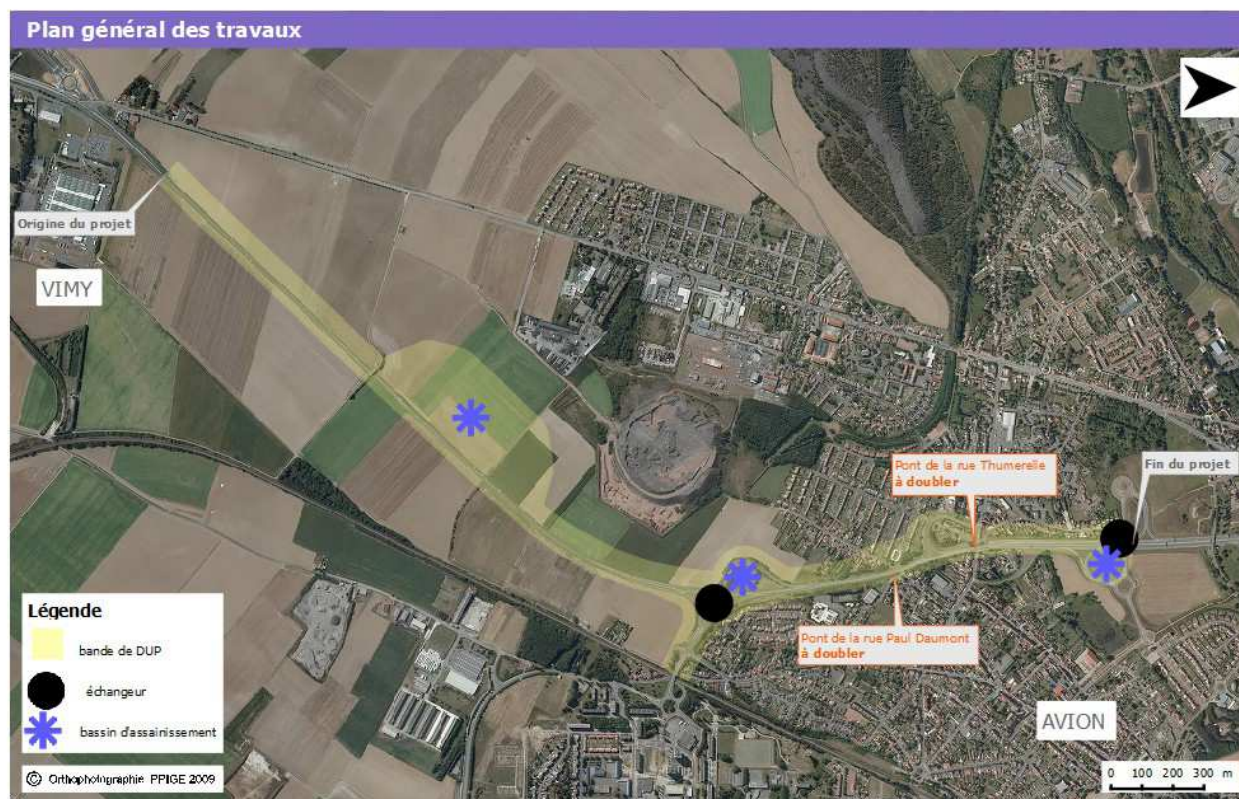 Plan général des travaux
Origine du projet
VIMY
Pont de la rue Thumerelle
à doubler
Fin du projet
Pont de la rue Paul Daumont
à doubler
AVION
Légende
bande de DUP
échangeur
bassin d'assainissement
© Orthophotographie PPIGE 2009
0 100 200 300 m